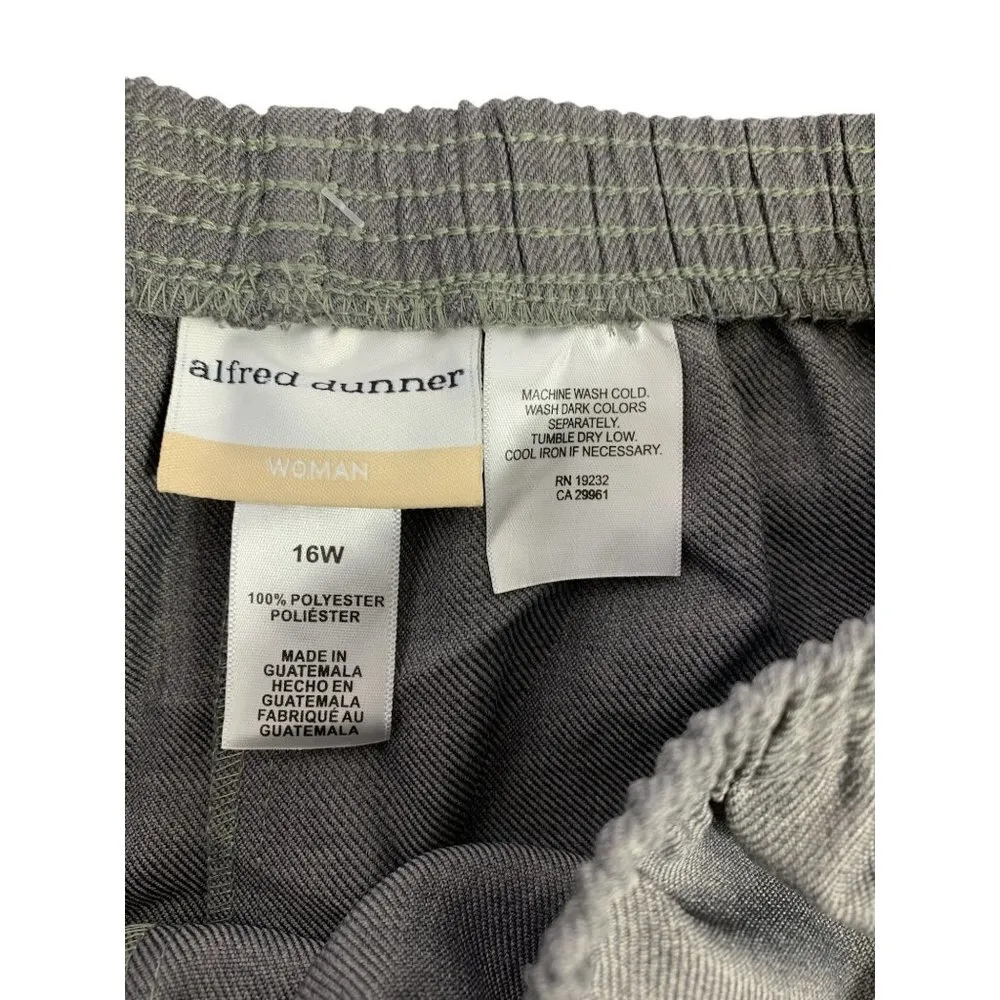 alfred dunner
WOMAN
16W
100% POLYESTER
POLIÉSTER
MADE IN
GUATEMALA
HECHO EN
GUATEMALA
FABRIQUÉ AU
GUATEMALA
MACHINE WASH COLD.
WASH DARK COLORS
SEPARATELY.
TUMBLE DRY LOW.
COOL IRON IF NECESSARY.
RN 19232
CA 29961